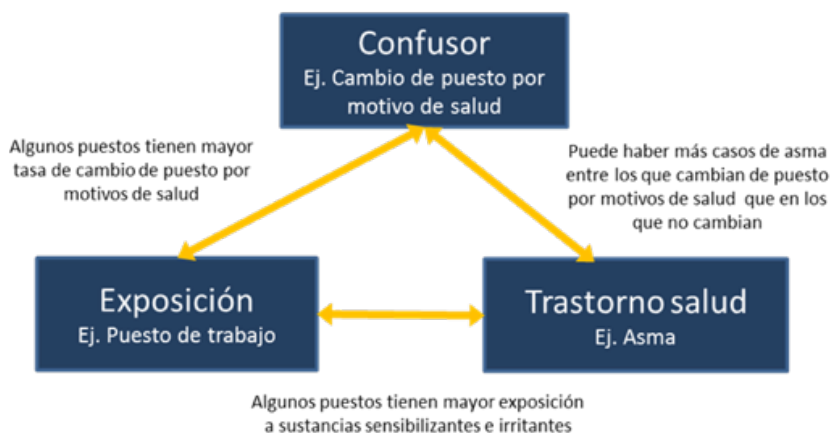 Confusor
Ej. Cambio de puesto por
motivo de salud
Algunos puestos tienen mayor
tasa de cambio de puesto por
motivos de salud
Puede haber más casos de asma
entre los que cambian de puesto
por motivos de salud que en los
que no cambian
Exposición
Ej. Puesto de trabajo
Trastorno salud
Ej. Asma
Algunos puestos tienen mayor exposición
a sustancias sensibilizantes e irritantes